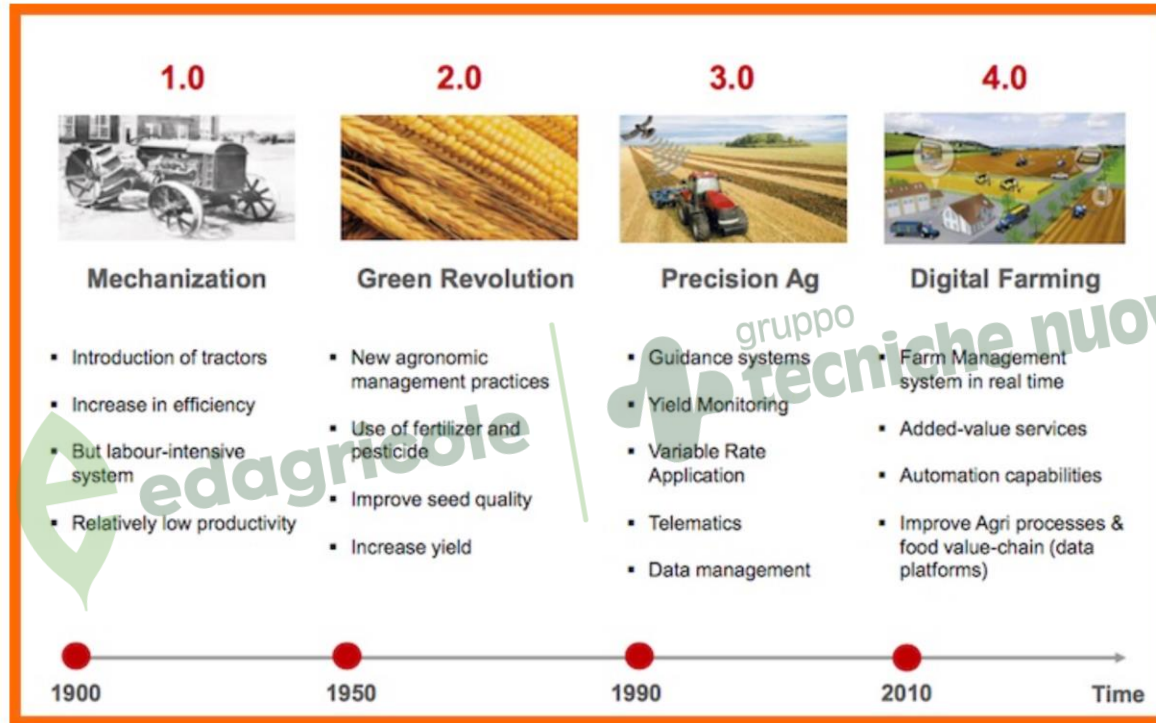 1.0
Mechanization
▪ Introduction of tractors
▪ Increase in efficiency
▪ But labour-intensive
system
▪ Relatively low productivity
2.0
Green Revolution
▪ New agronomic
management practices
▪ Use of fertilizer and
pesticide
▪ Improve seed quality
▪ Increase yield
3.0
Precision Ag
▪ Guidance systems
▪ Yield Monitoring
▪ Variable Rate
Application
▪ Telematics
▪ Data management
4.0
Digital Farming
▪ Farm Management
system in real time
▪ Added-value services
▪ Automation capabilities
▪ Improve Agri processes &
food value-chain (data
platforms)
1900 1950 1990 2010 Time
edagricole
gruppo
tecniche nuov